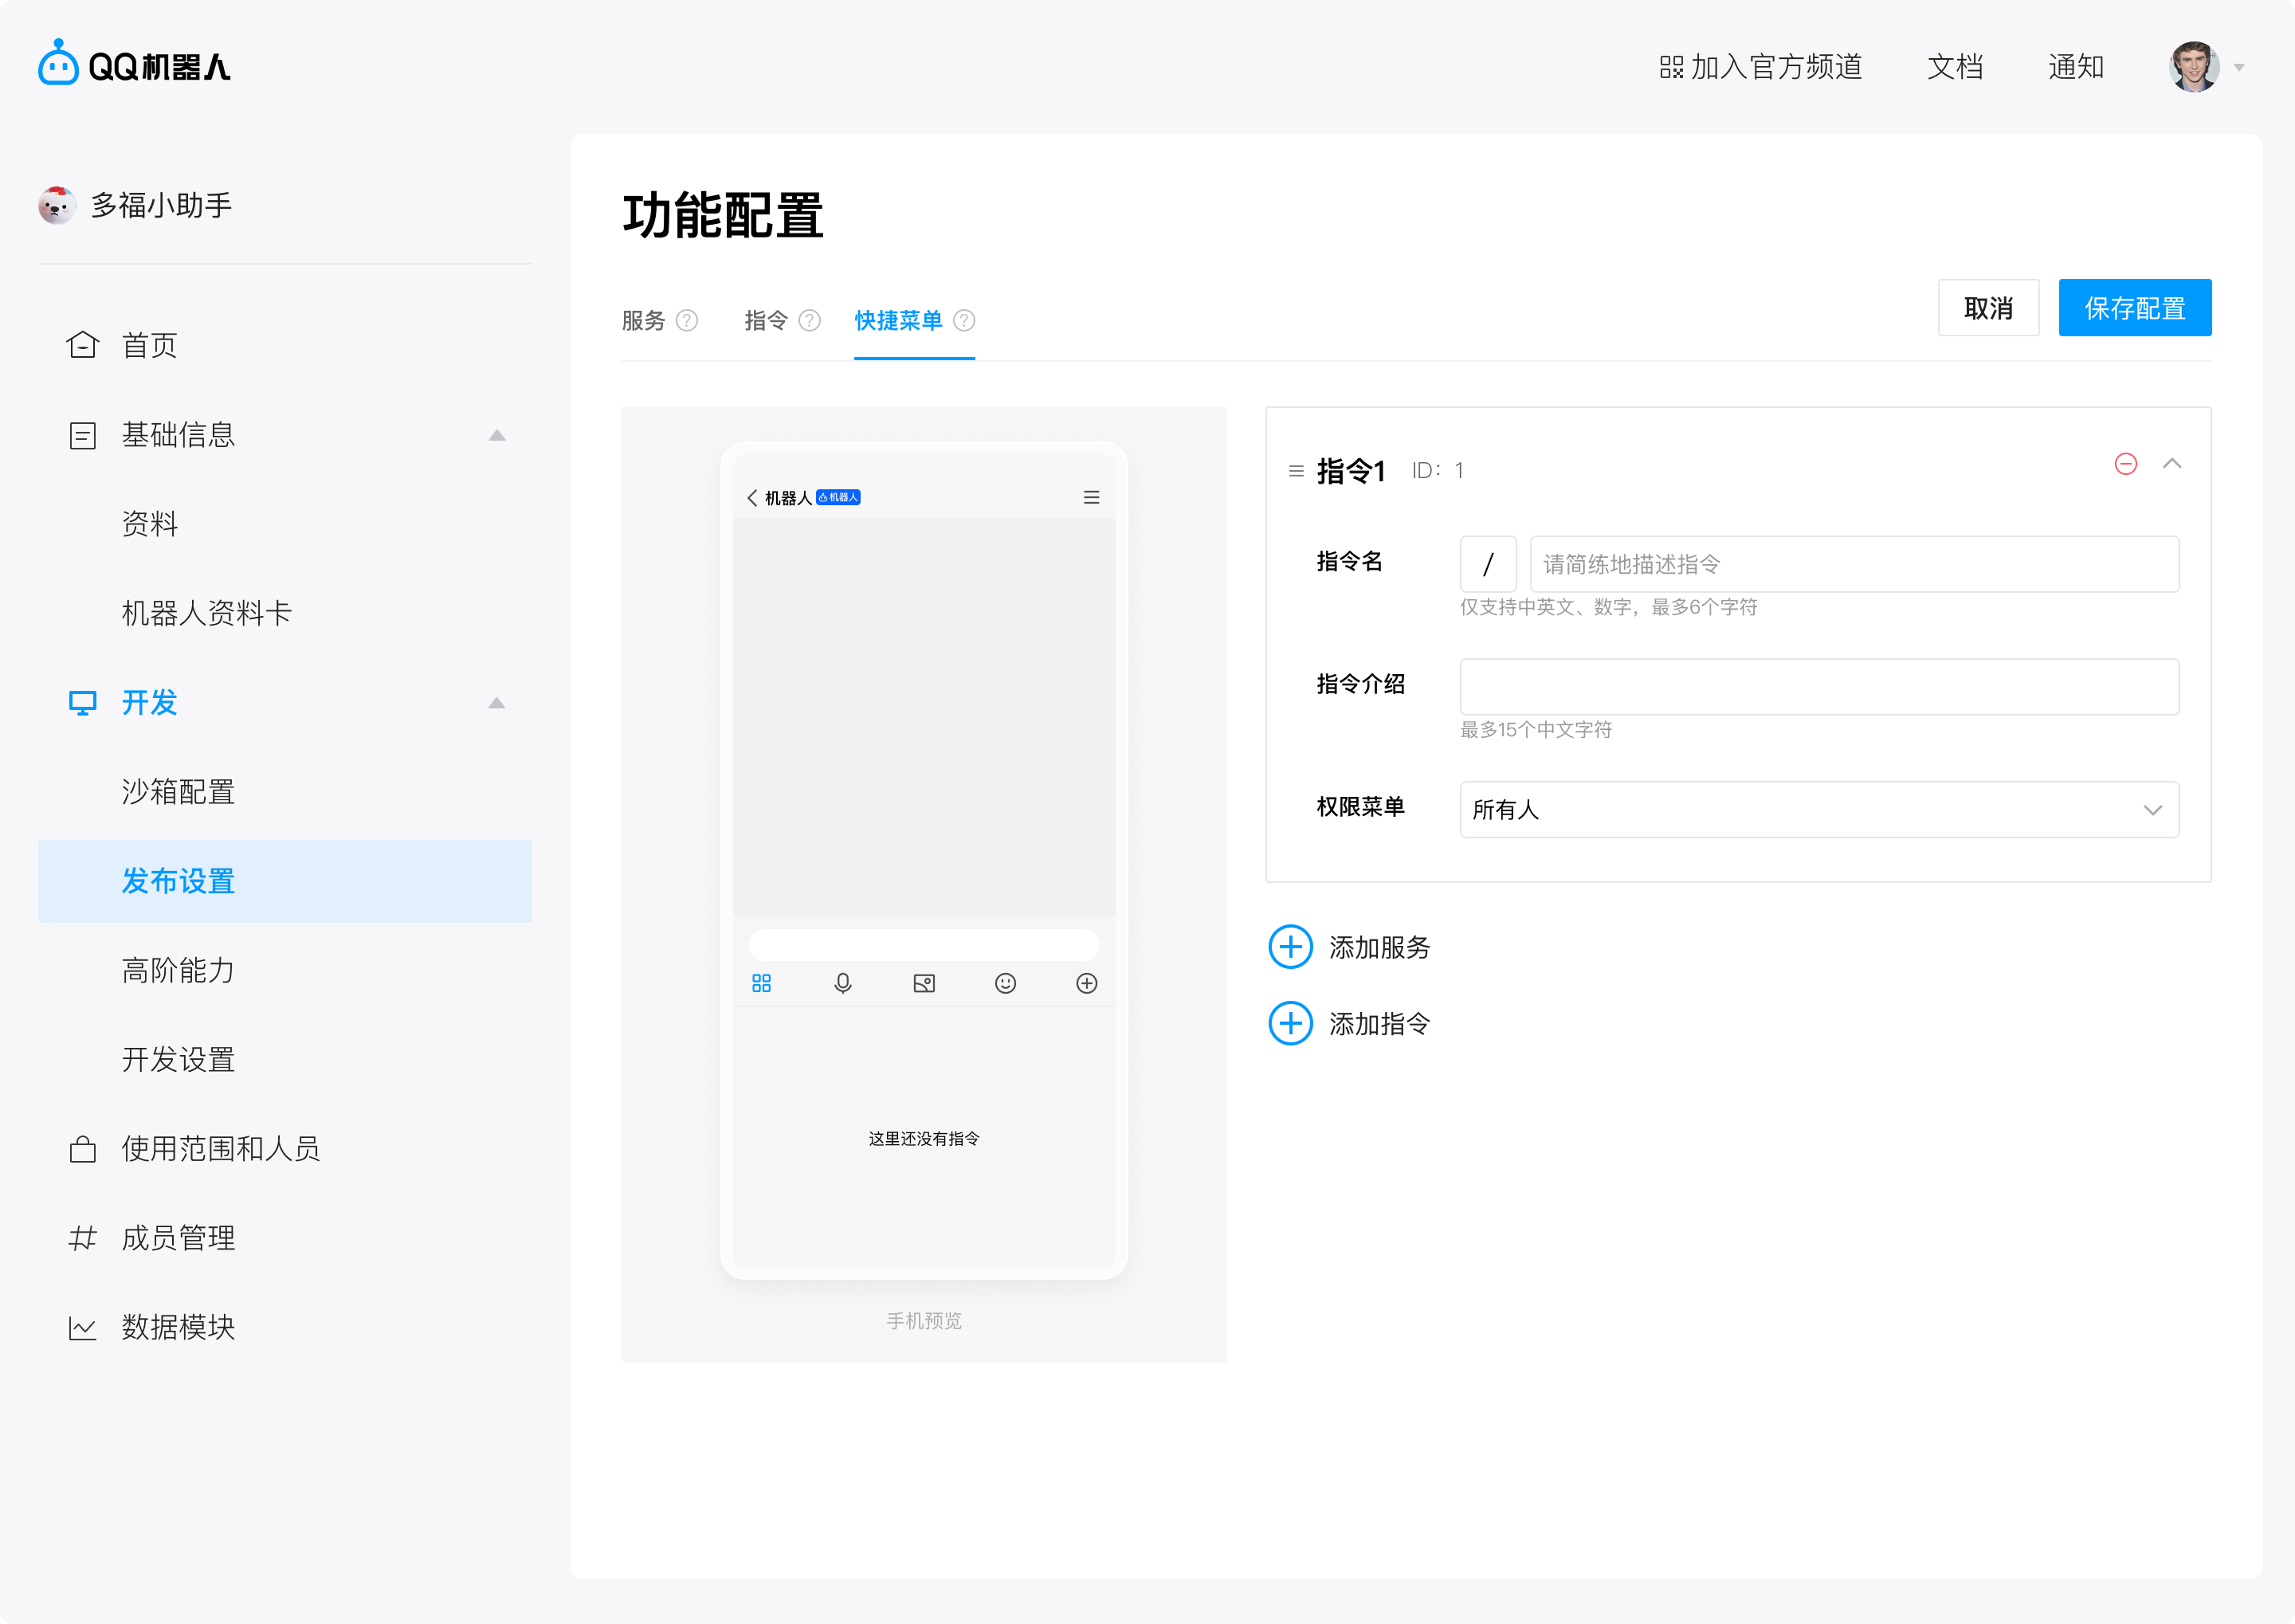 QQ机器人
加入官方频道
文档
通知
多福小助手
首页
基础信息
资料
机器人资料卡
开发
沙箱配置
发布设置
高阶能力
开发设置
使用范围和人员
成员管理
数据模块
功能配置
服务 ?
指令 ?
快捷菜单 ?
取消
保存配置
机器人 机器人
这里还没有指令
手机预览
指令1 ID：1
指令名
/
请简练地描述指令
仅支持中英文、数字，最多6个字符
指令介绍
最多15个中文字符
权限菜单
所有人
添加服务
添加指令